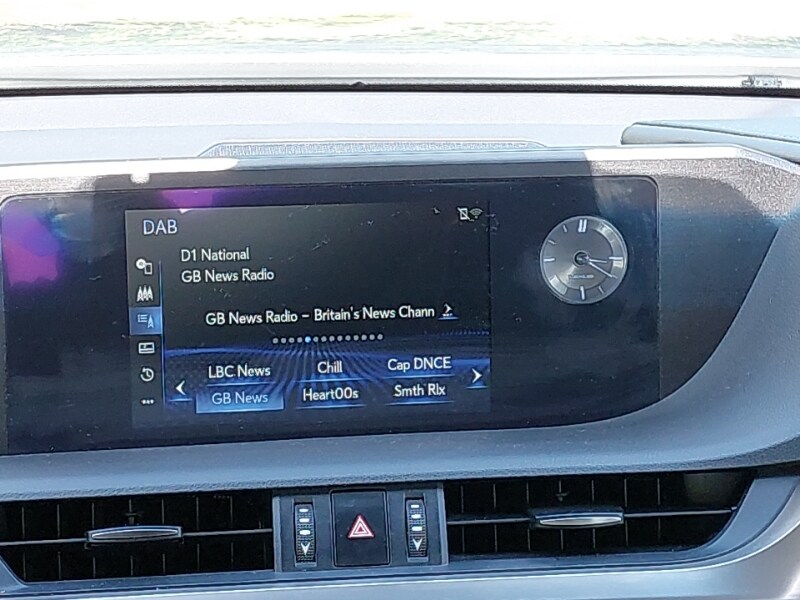 DAB
D1 National
GB News Radio
GB News Radio – Britain's News Chann
LBC News Chill Cap DNCE
GB News Heart00s Smth Rlx